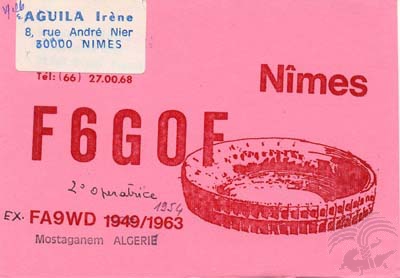 AGUILA Irène
8, rue André Nier
30000 NIMES
Tél: (66) 27.00.68
Nîmes
F6GOF
2° operatrice
1954
EX. FA9WD 1949/1963
Mostaganem ALGERIE